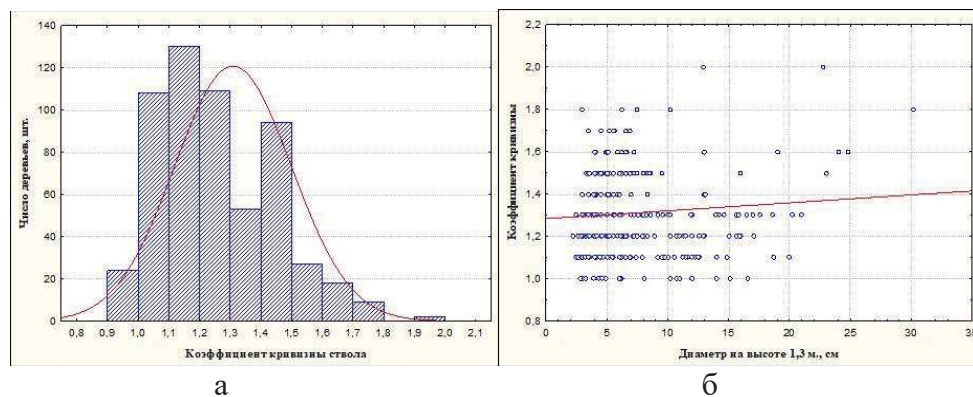 140
120
100
80
60
40
20
0
Число деревьев, шт.
0,9 1,0 1,1 1,2 1,3 1,4 1,5 1,6 1,7 1,8 1,9 2,0 2,1
Коэффициент кривизны ствола
а
2,2
2,0
1,8
1,6
1,4
1,2
1,0
0,8
Коэффициент кривизны
0 5 10 15 20 25 30 35
Диаметр на высоте 1,3 м., см
б